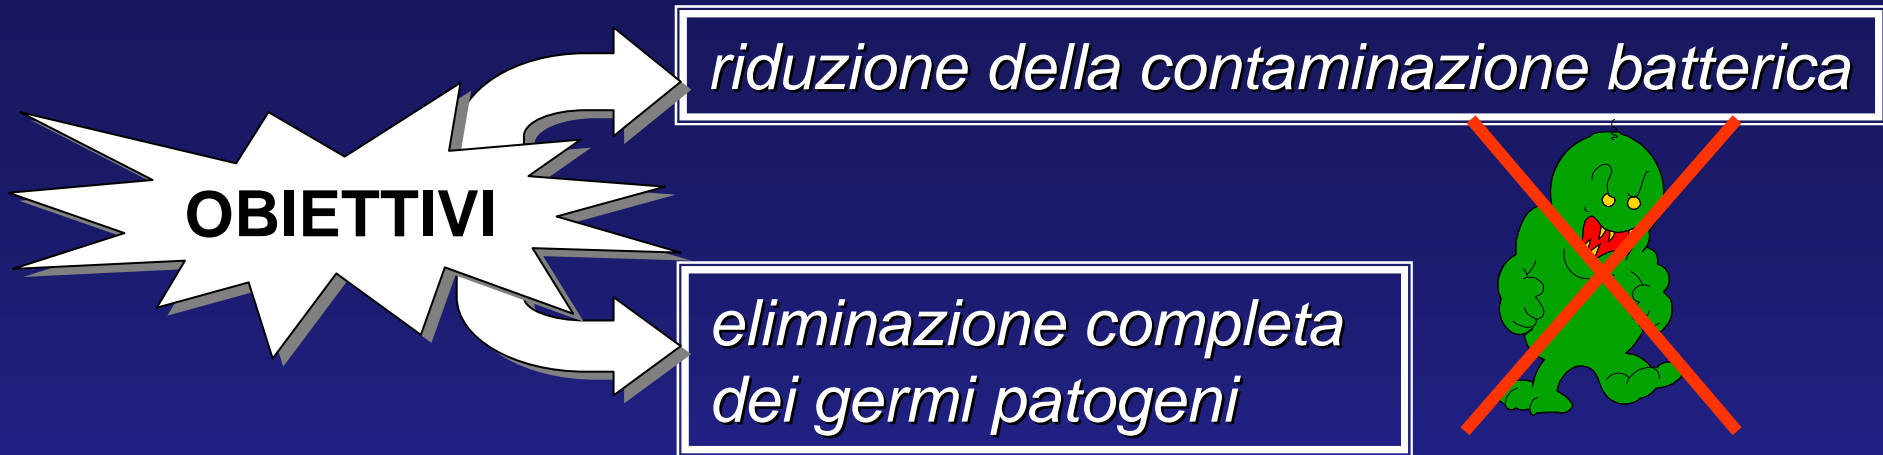 riduzione della contaminazione batterica
OBIETTIVI
eliminazione completa
dei germi patogeni